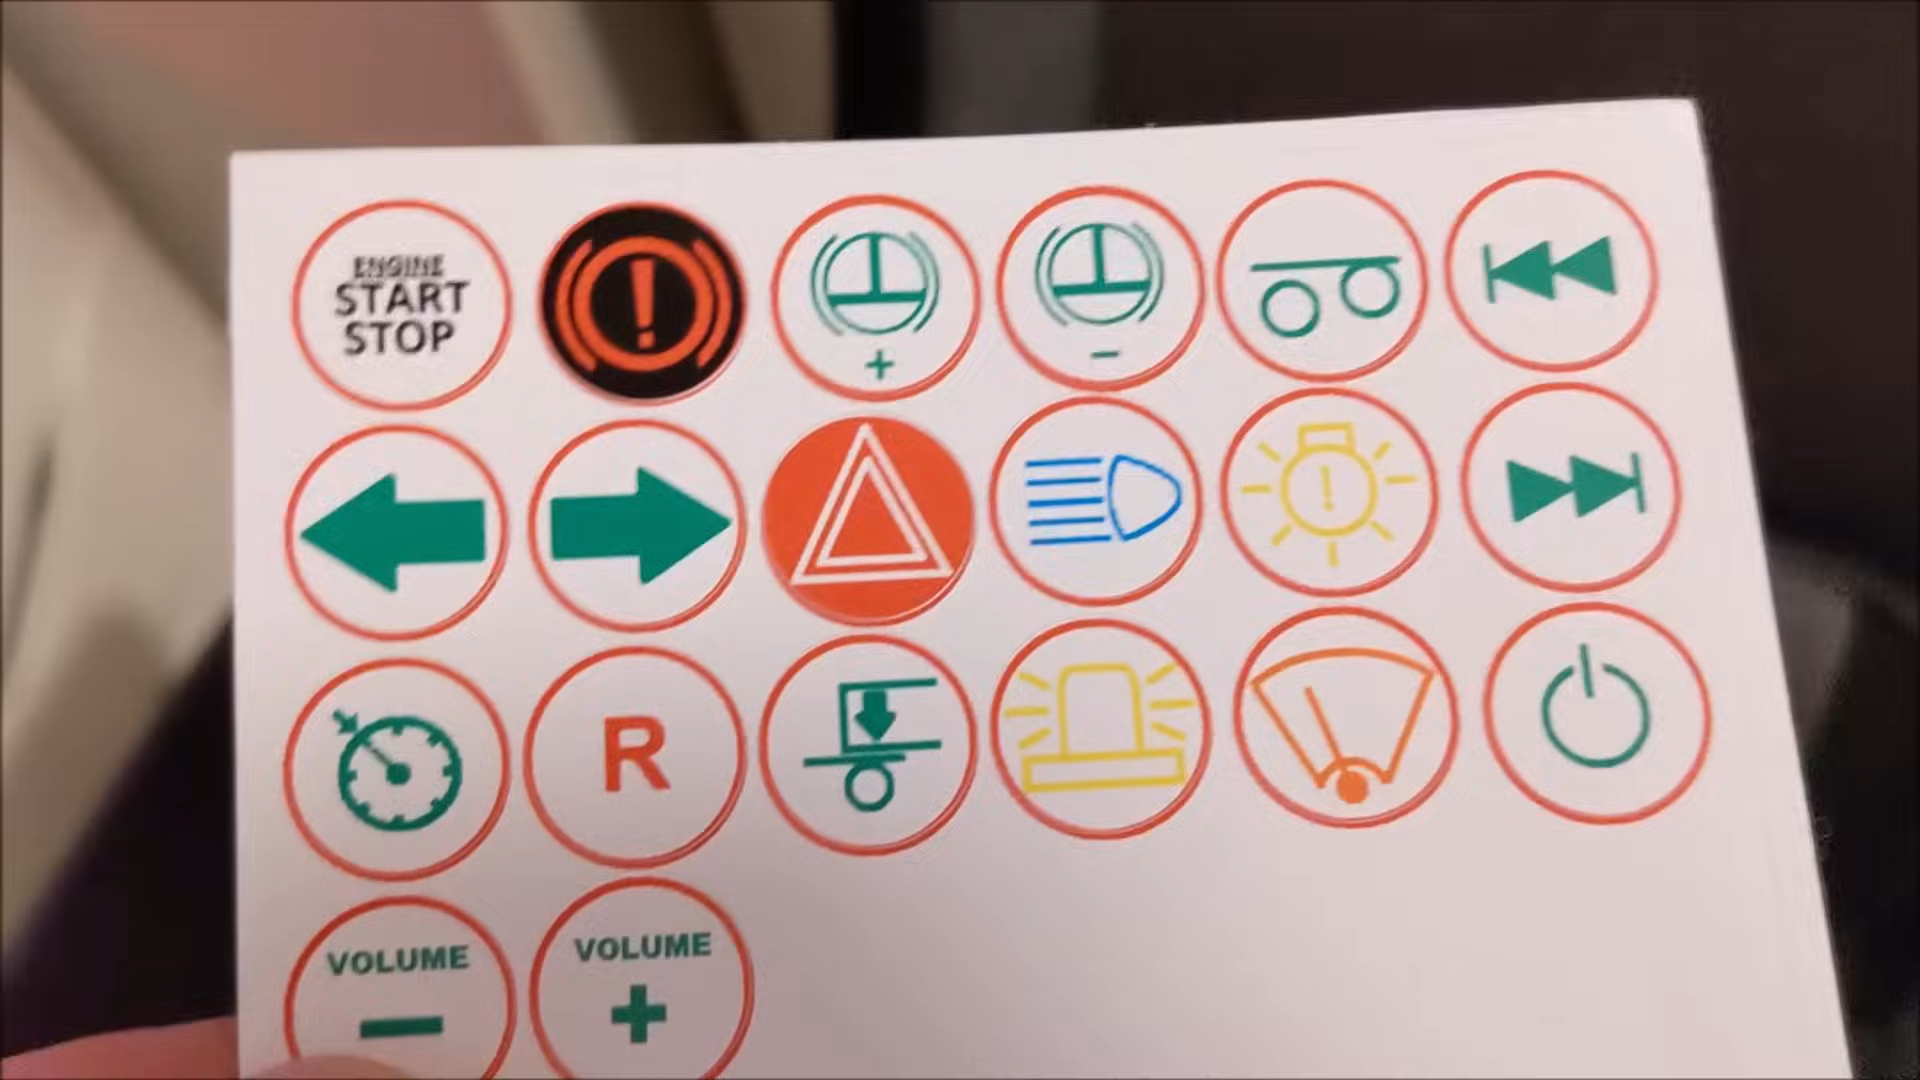 ENGINE
START
STOP
!
+
-
!
R
VOLUME
-
VOLUME
+